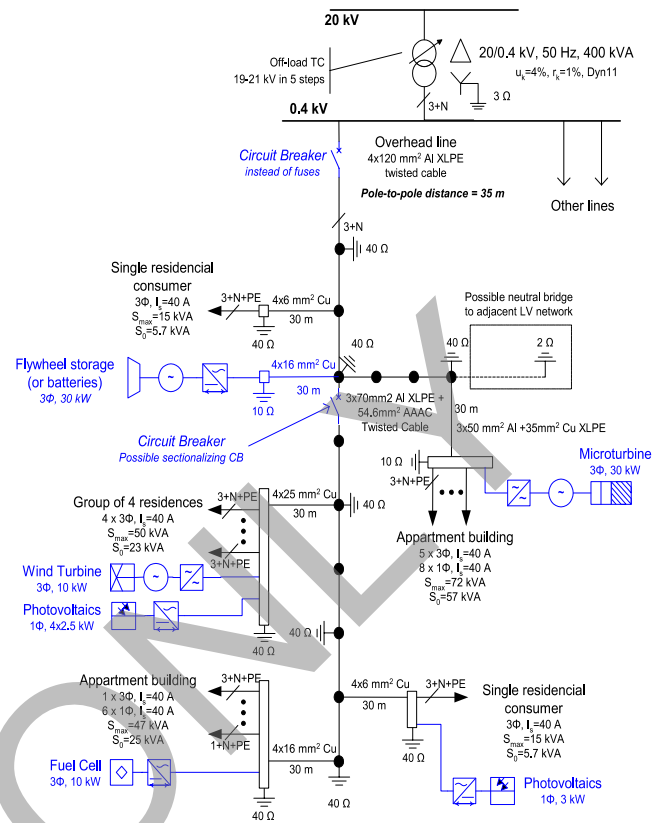 20 kV
Off-load TC
19-21 kV in 5 steps
20/0.4 kV, 50 Hz, 400 kVA
uk=4%, rk=1%, Dyn11
3 Ω
3+N
0.4 kV
Circuit Breaker
instead of fuses
Overhead line
4x120 mm² Al XLPE
twisted cable
Pole-to-pole distance = 35 m
Other lines
3+N
40 Ω
Single residencial
consumer
3Φ, Is=40 A
Smax=15 kVA
S0=5.7 kVA
3+N+PE
4x6 mm² Cu
30 m
40 Ω
Possible neutral bridge
to adjacent LV network
Flywheel storage
(or batteries)
3Φ, 30 kW
4x16 mm² Cu
30 m
10 Ω
40 Ω
40 Ω
2 Ω
Circuit Breaker
Possible sectionalizing CB
3x70mm2 Al XLPE +
54.6mm² AAAC
Twisted Cable
30 m
3x50 mm² Al +35mm² Cu XLPE
10 Ω
3+N+PE
Microturbine
3Φ, 30 kW
Appartment building
5 x 3Φ, Is=40 A
8 x 1Φ, Is=40 A
Smax=72 kVA
S0=57 kVA
Group of 4 residences
4 x 3Φ, Is=40 A
Smax=50 kVA
S0=23 kVA
3+N+PE
3+N+PE
4x25 mm² Cu
30 m
40 Ω
Wind Turbine
3Φ, 10 kW
Photovoltaics
1Φ, 4x2.5 kW
40 Ω
40 Ω
Appartment building
1 x 3Φ, Is=40 A
6 x 1Φ, Is=40 A
Smax=47 kVA
S0=25 kVA
3+N+PE
1+N+PE
4x16 mm² Cu
30 m
Fuel Cell
3Φ, 10 kW
40 Ω
40 Ω
4x6 mm² Cu
30 m
3+N+PE
40 Ω
Single residencial
consumer
3Φ, Is=40 A
Smax=15 kVA
S0=5.7 kVA
Photovoltaics
1Φ, 3 kW
ONLY